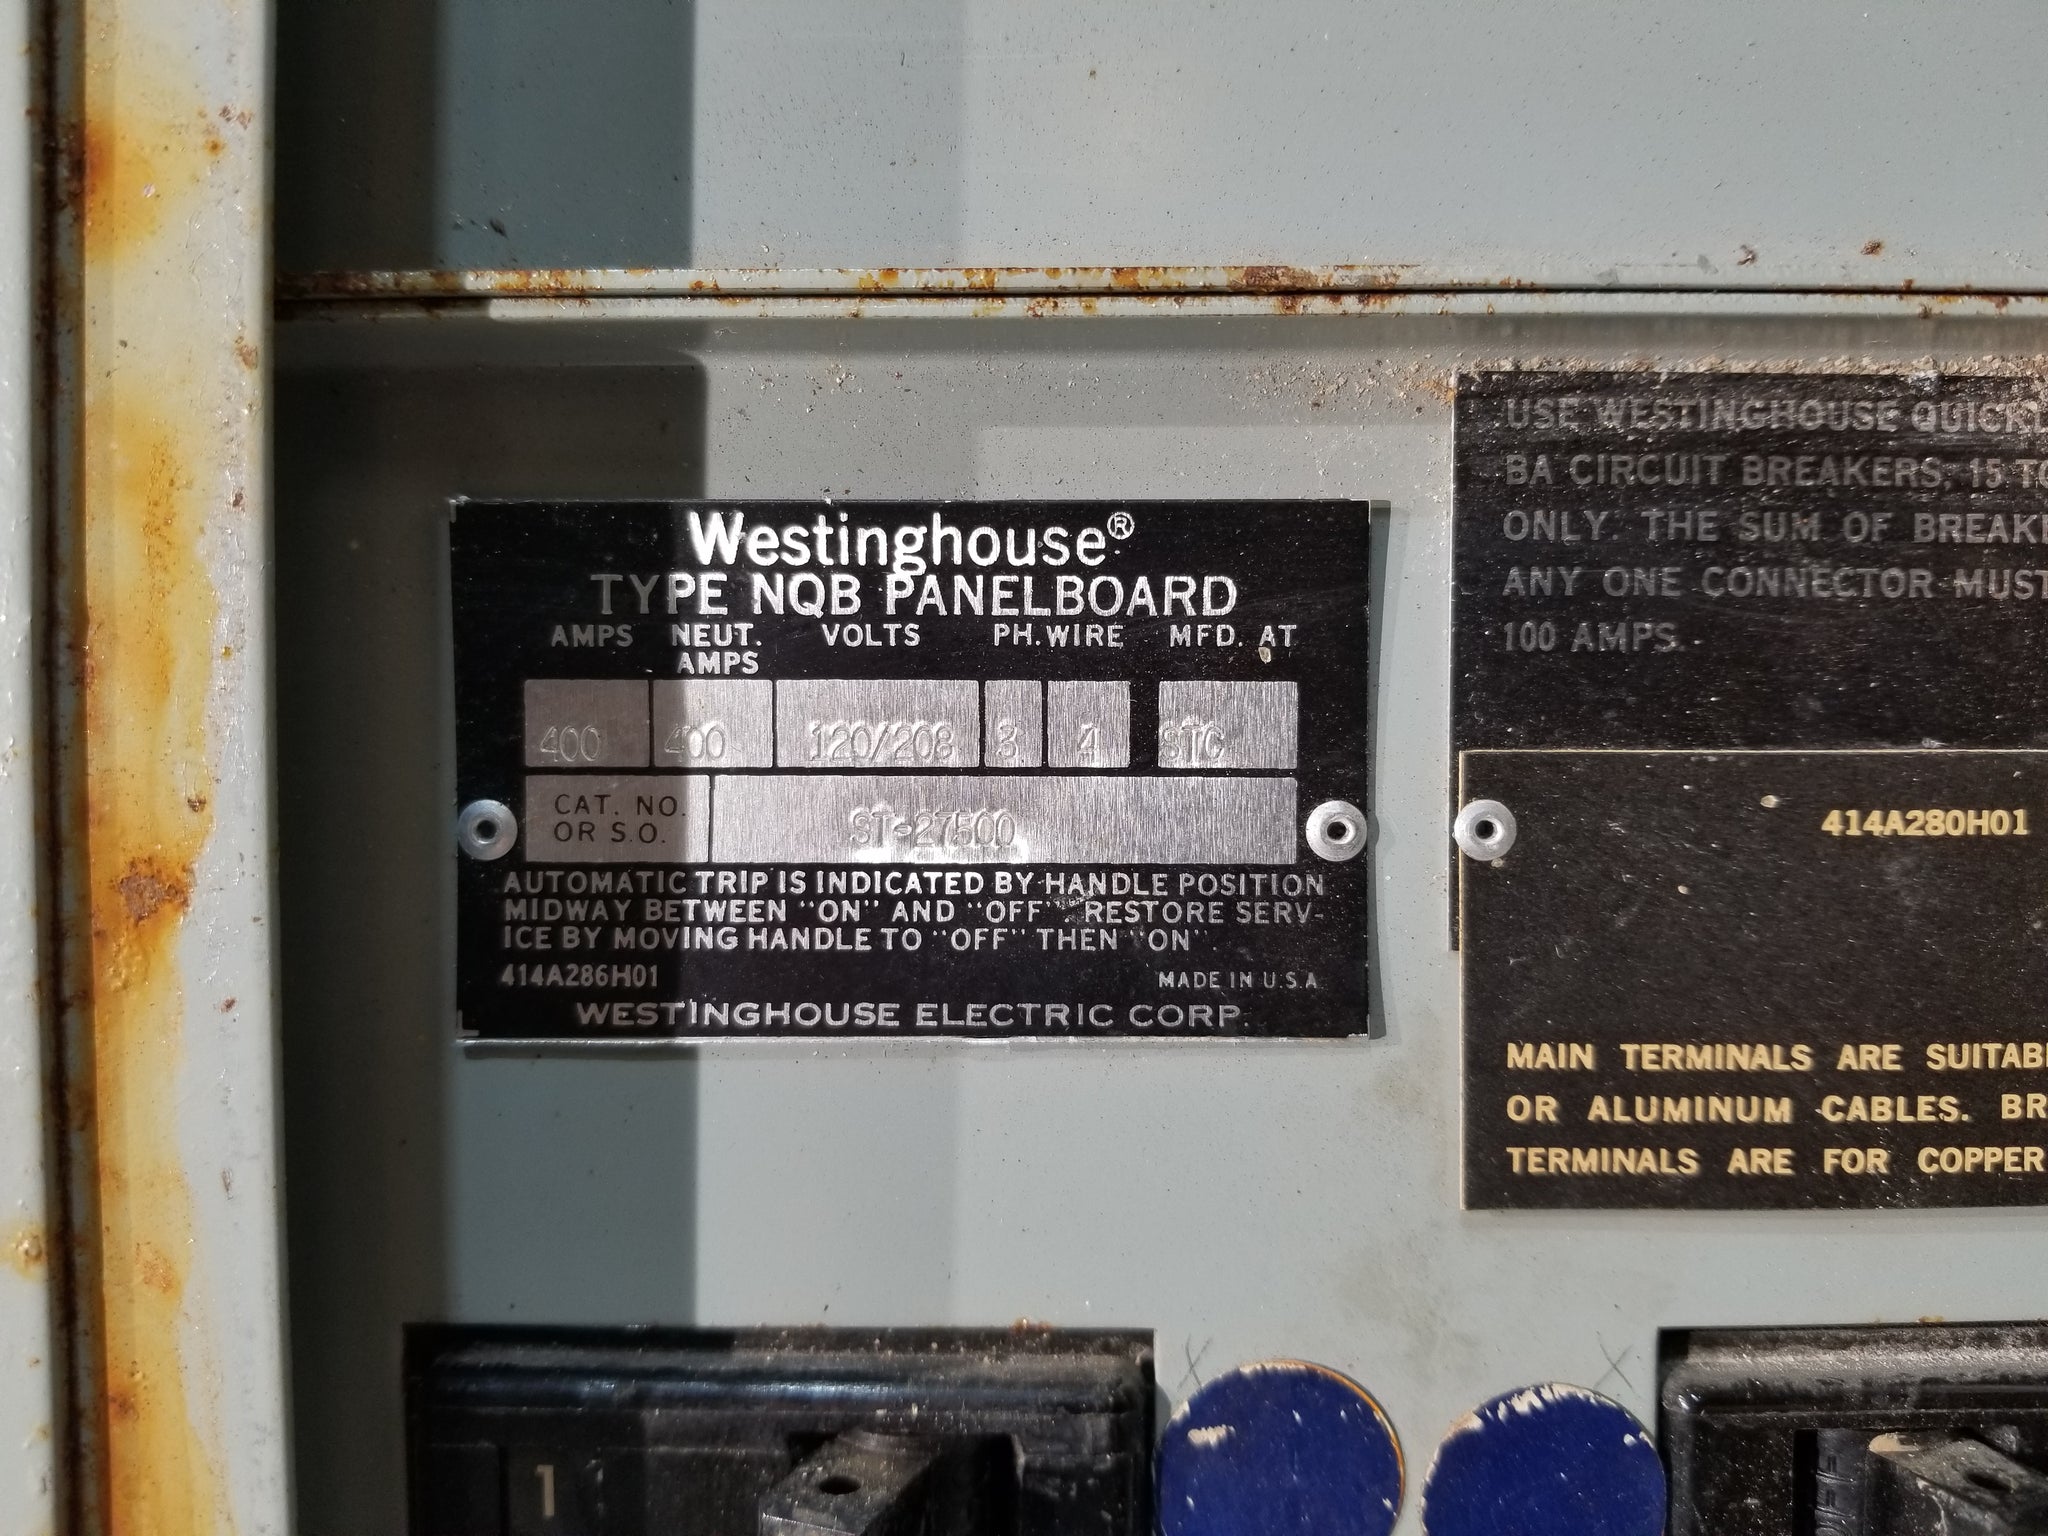 Westinghouse®
TYPE NQB PANELBOARD
AMPS NEUT. AMPS VOLTS PH. WIRE MFD. AT
400 400 120/208 3 4 STC
CAT. NO. OR S.O. ST-27500
AUTOMATIC TRIP IS INDICATED BY HANDLE POSITION
MIDWAY BETWEEN "ON" AND "OFF". RESTORE SERV-
ICE BY MOVING HANDLE TO "OFF" THEN "ON".
414A286H01 MADE IN U.S.A.
WESTINGHOUSE ELECTRIC CORP.
USE WESTINGHOUSE
BA CIRCUIT BREAKERS, 15
ONLY. THE SUM OF
ANY ONE CONNECTOR MUST
100 AMPS.
414A280H01
MAIN TERMINALS ARE
OR ALUMINUM CABLES.
TERMINALS ARE FOR COPPER
1